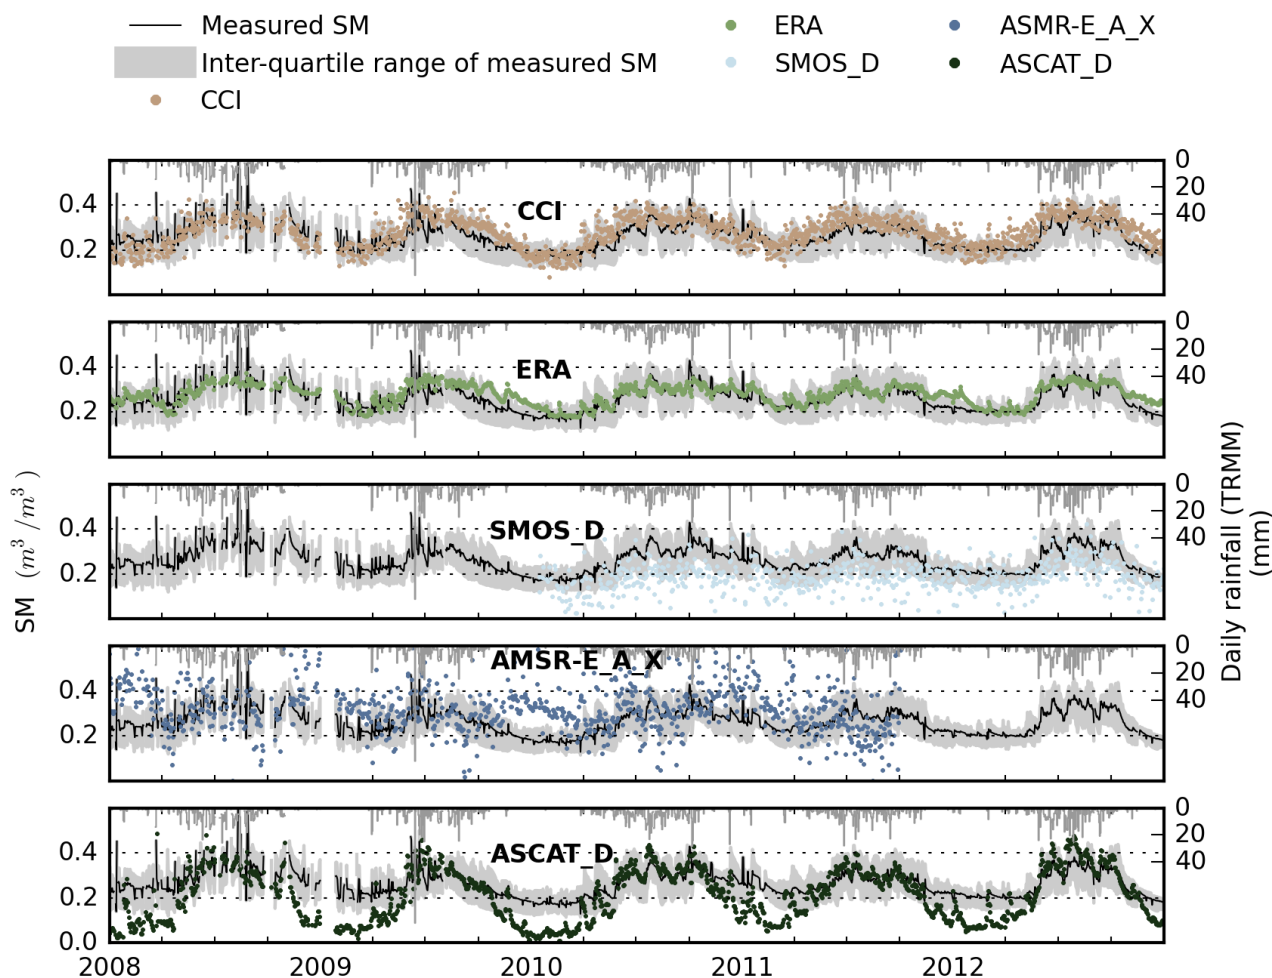 Measured SM
Inter-quartile range of measured SM
CCI
ERA
SMOS_D
ASMR-E_A_X
ASCAT_D
SM (m³/m³)
Daily rainfall (TRMM)
(mm)
CCI
0.4
0.2
0
20
40
ERA
0.4
0.2
0
20
40
SMOS_D
0.4
0.2
0
20
40
AMSR-E_A_X
0.4
0.2
0
20
40
ASCAT_D
0.4
0.2
0.0
0
20
40
2008 2009 2010 2011 2012